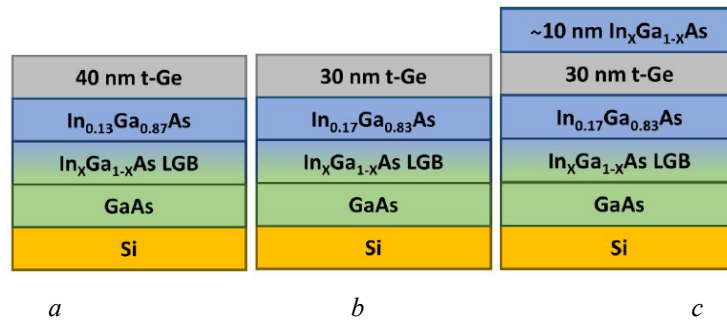 40 nm t-Ge
In₀.₁₃Ga₀.₈₇As
InₓGa₁₋ₓAs LGB
GaAs
Si
a
30 nm t-Ge
In₀.₁₇Ga₀.₈₃As
InₓGa₁₋ₓAs LGB
GaAs
Si
b
~10 nm InₓGa₁₋ₓAs
30 nm t-Ge
In₀.₁₇Ga₀.₈₃As
InₓGa₁₋ₓAs LGB
GaAs
Si
c